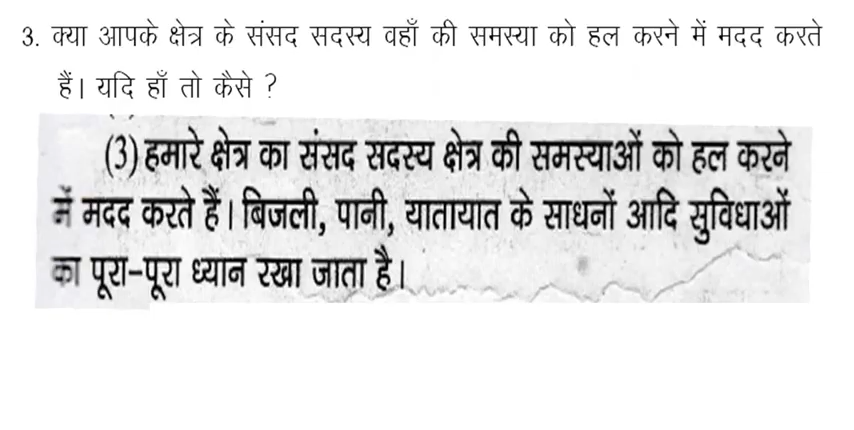 3. क्या आपके क्षेत्र के संसद सदस्य वहाँ की समस्या को हल करने में मदद करते
हैं। यदि हाँ तो कैसे ?
(3) हमारे क्षेत्र का संसद सदस्य क्षेत्र की समस्याओं को हल करने
में मदद करते हैं। बिजली, पानी, यातायात के साधनों आदि सुविधाओं
का पूरा-पूरा ध्यान रखा जाता है।